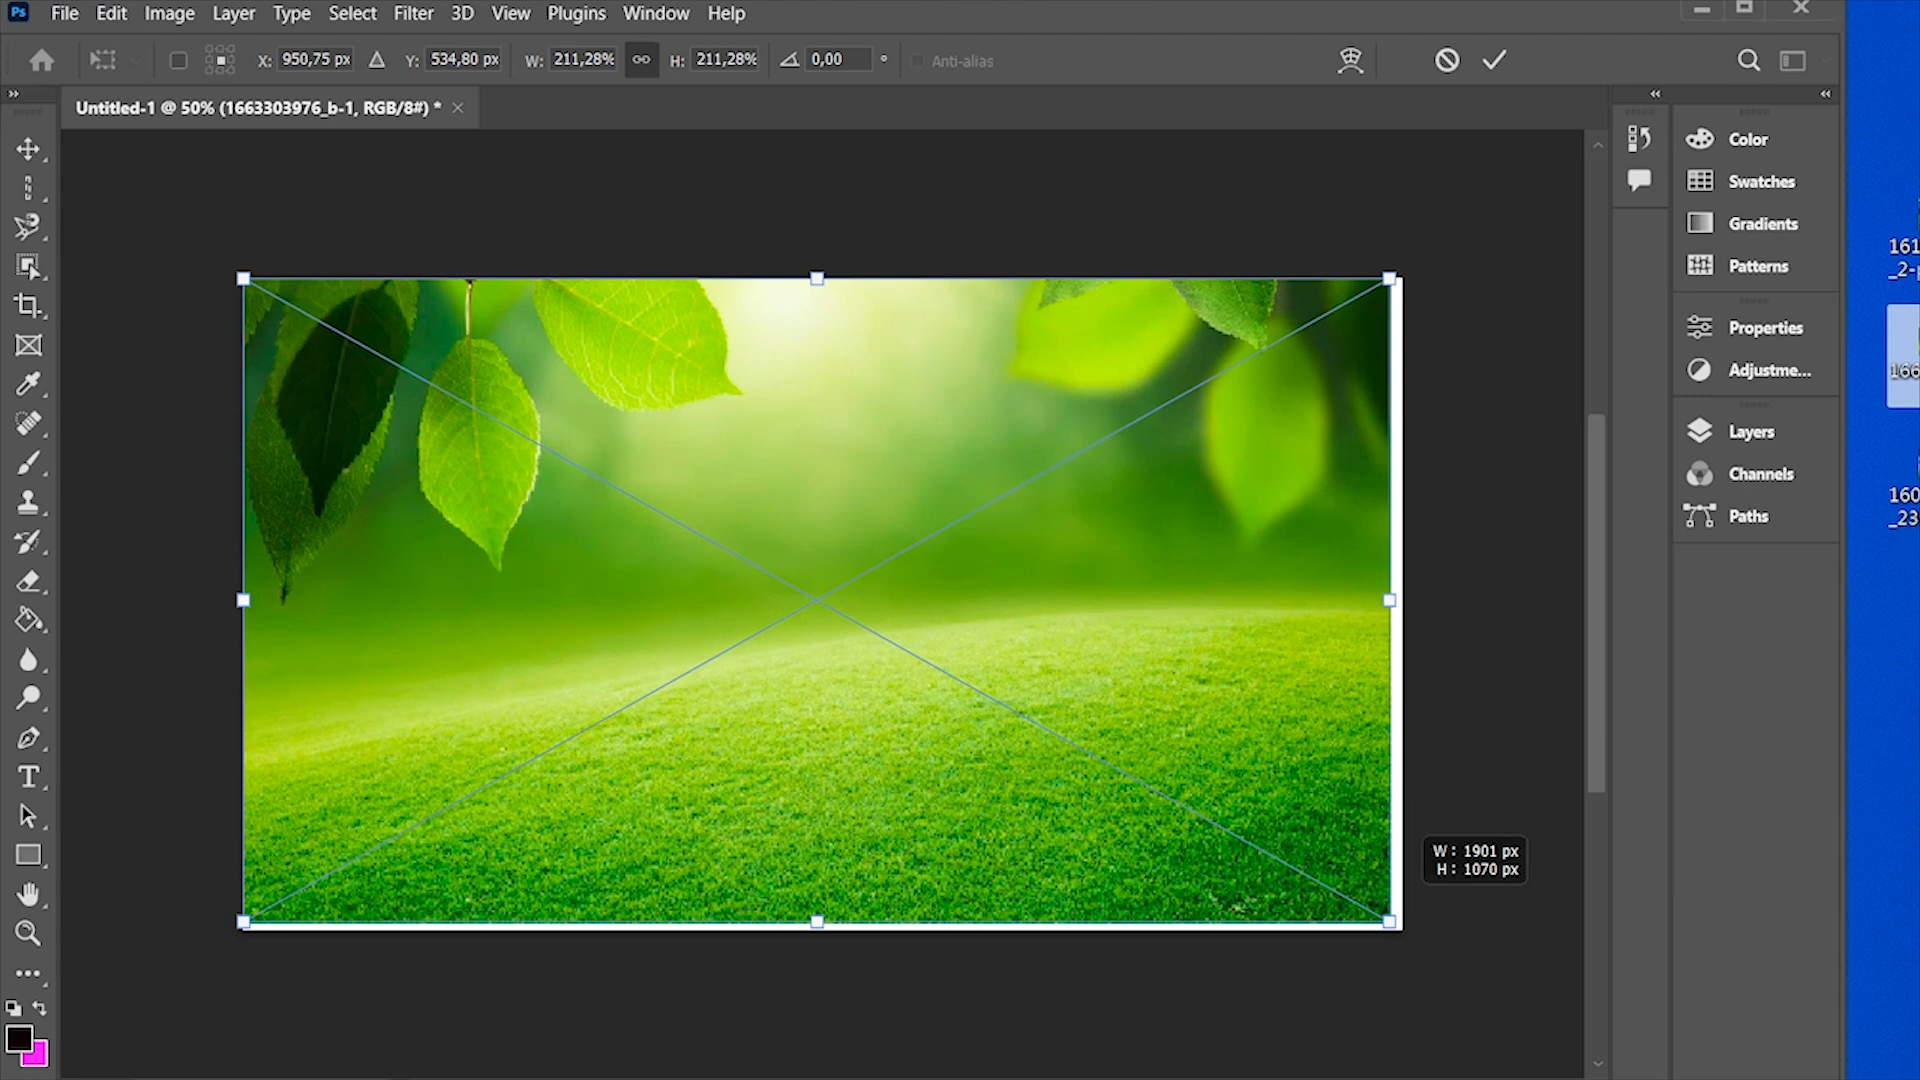 Ps File Edit Image Layer Type Select Filter 3D View Plugins Window Help
X: 950,75 px Y: 534,80 px W: 211,28% H: 211,28% 0,00 ° Anti-alias
Untitled-1 @ 50% (1663303976_b-1, RGB/8#) *
Color
Swatches
Gradients
Patterns
Properties
Adjustme...
Layers
Channels
Paths
161
_2-
166
160
_23
W: 1901 px
H: 1070 px